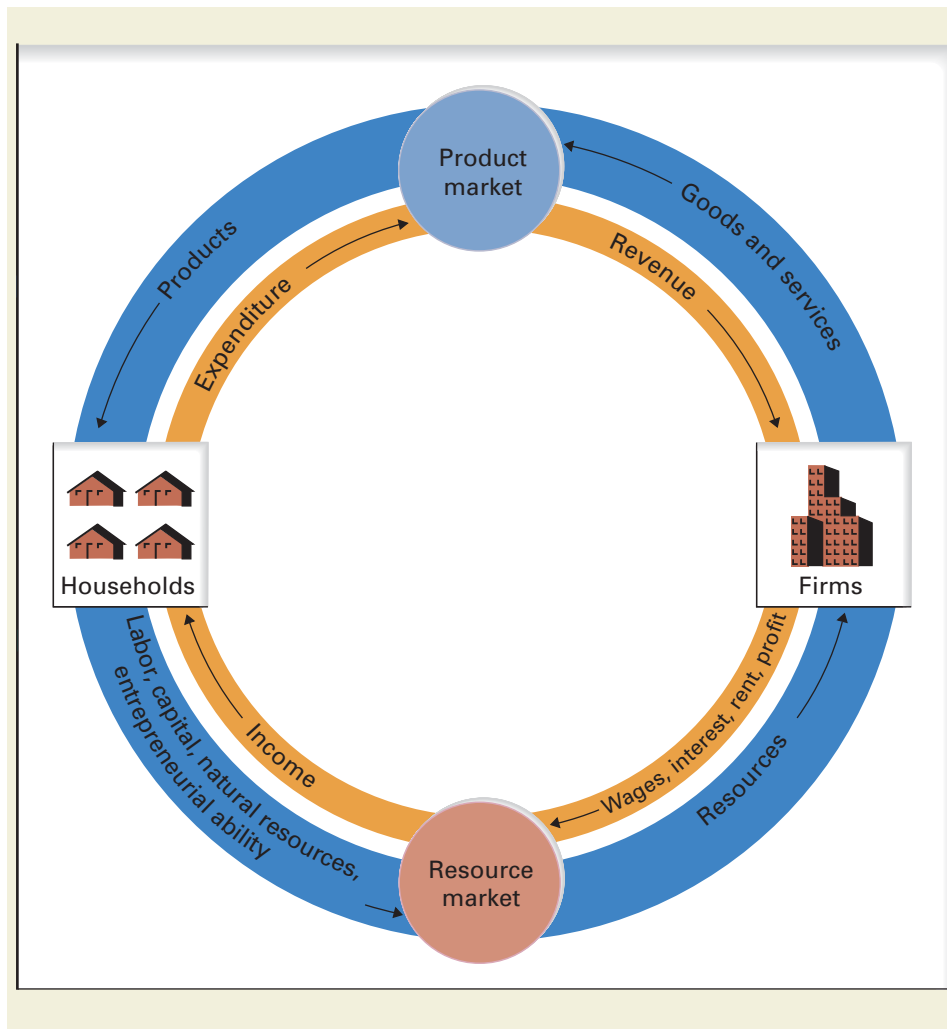 Product
market
Products
Goods and services
Expenditure
Revenue
Households
Firms
Labor, capital, natural resources,
entrepreneurial ability
Income
Wages, interest, rent, profit
Resources
Resource
market